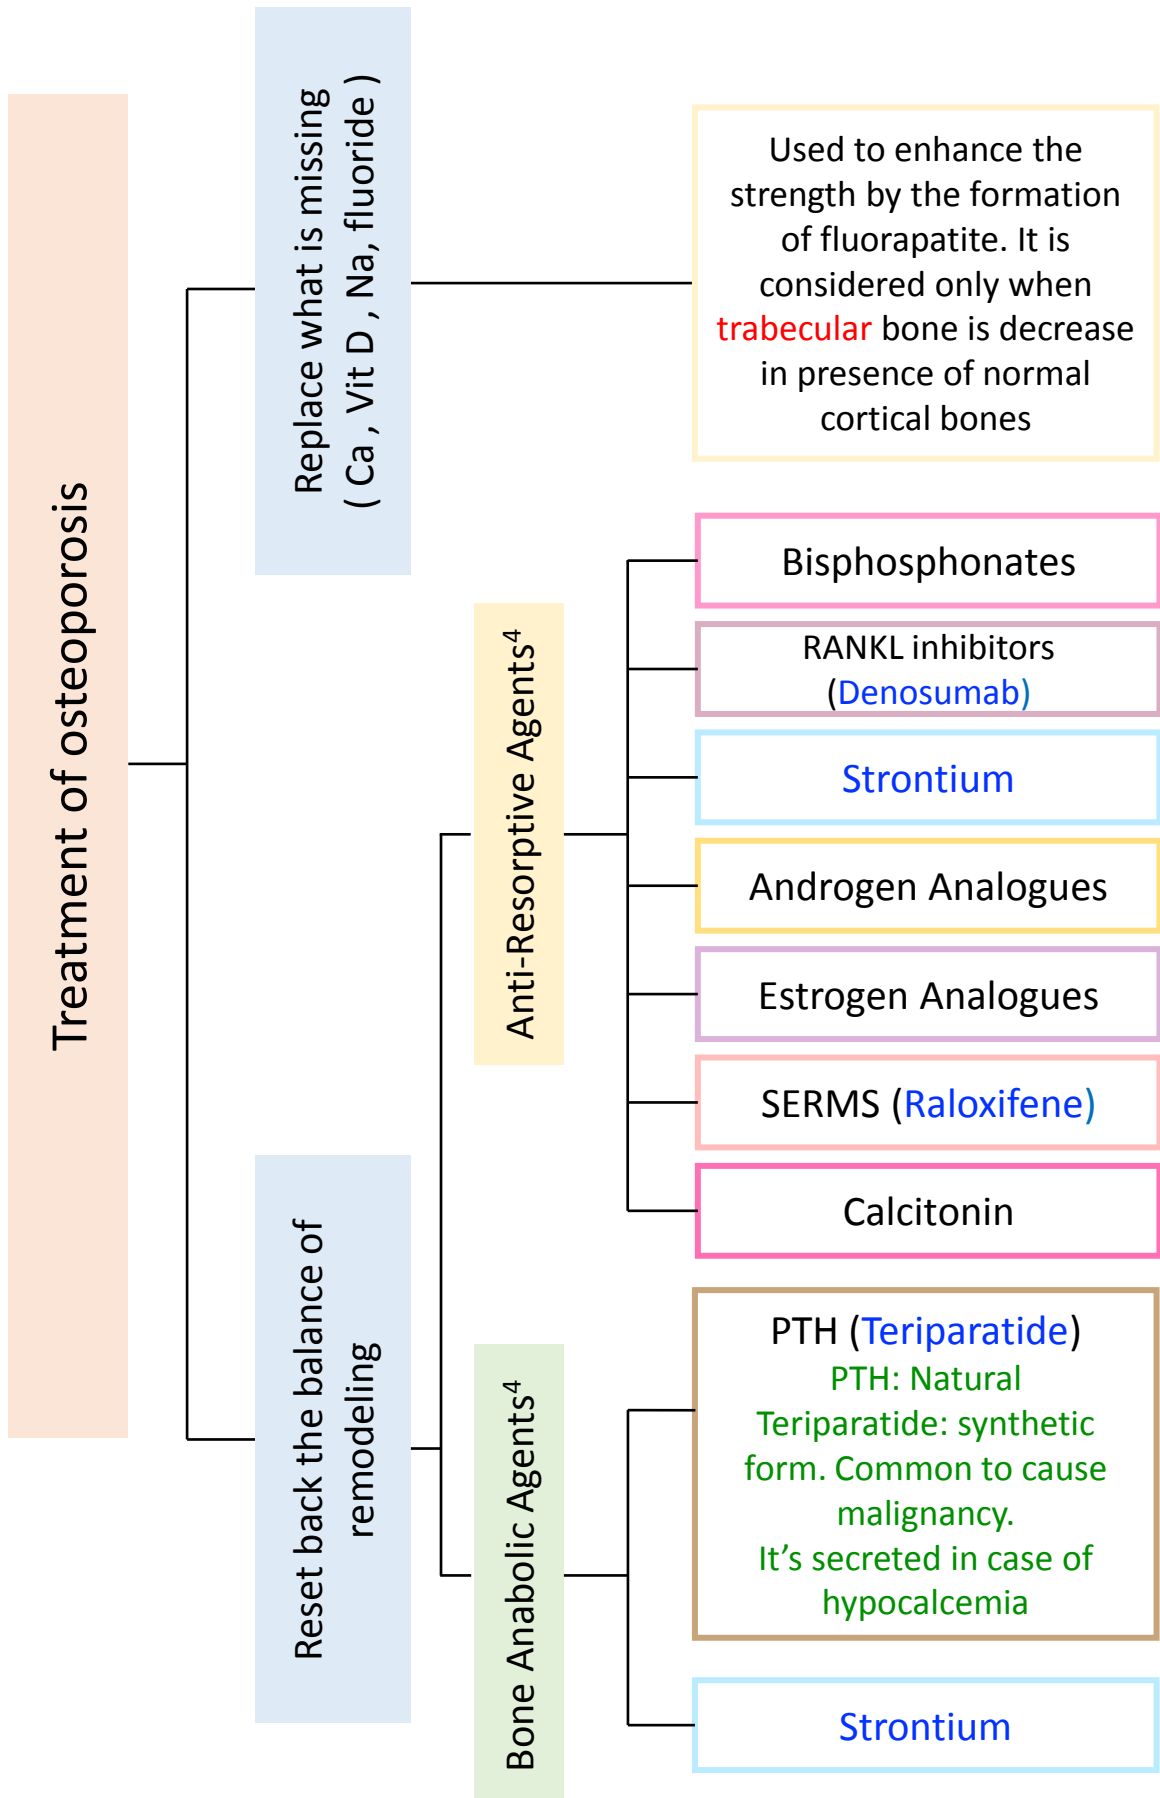 Treatment of osteoporosis
Replace what is missing
( Ca , Vit D , Na, fluoride )
Used to enhance the
strength by the formation
of fluorapatite. It is
considered only when
trabecular bone is decrease
in presence of normal
cortical bones
Reset back the balance of
remodeling
Anti-Resorptive Agents⁴
Bisphosphonates
RANKL inhibitors
(Denosumab)
Strontium
Androgen Analogues
Estrogen Analogues
SERMS (Raloxifene)
Calcitonin
Bone Anabolic Agents⁴
PTH (Teriparatide)
PTH: Natural
Teriparatide: synthetic
form. Common to cause
malignancy.
It’s secreted in case of
hypocalcemia
Strontium